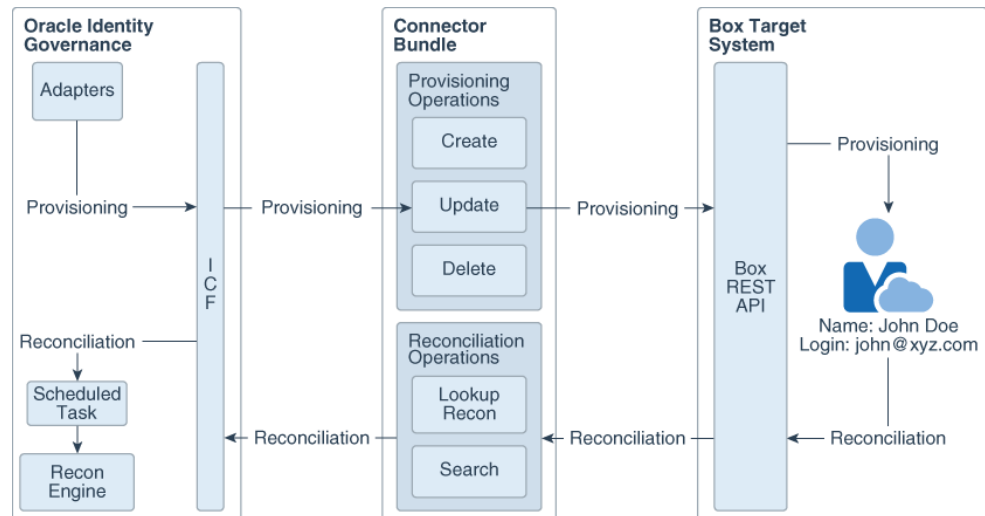 Oracle Identity
Governance
Adapters
Provisioning
I
C
F
Reconciliation
Scheduled
Task
Recon
Engine
Provisioning
Reconciliation
Connector
Bundle
Provisioning
Operations
Create
Update
Delete
Reconciliation
Operations
Lookup
Recon
Search
Provisioning
Reconciliation
Box Target
System
Box
REST
API
Provisioning
Name: John Doe
Login: john@xyz.com
Reconciliation